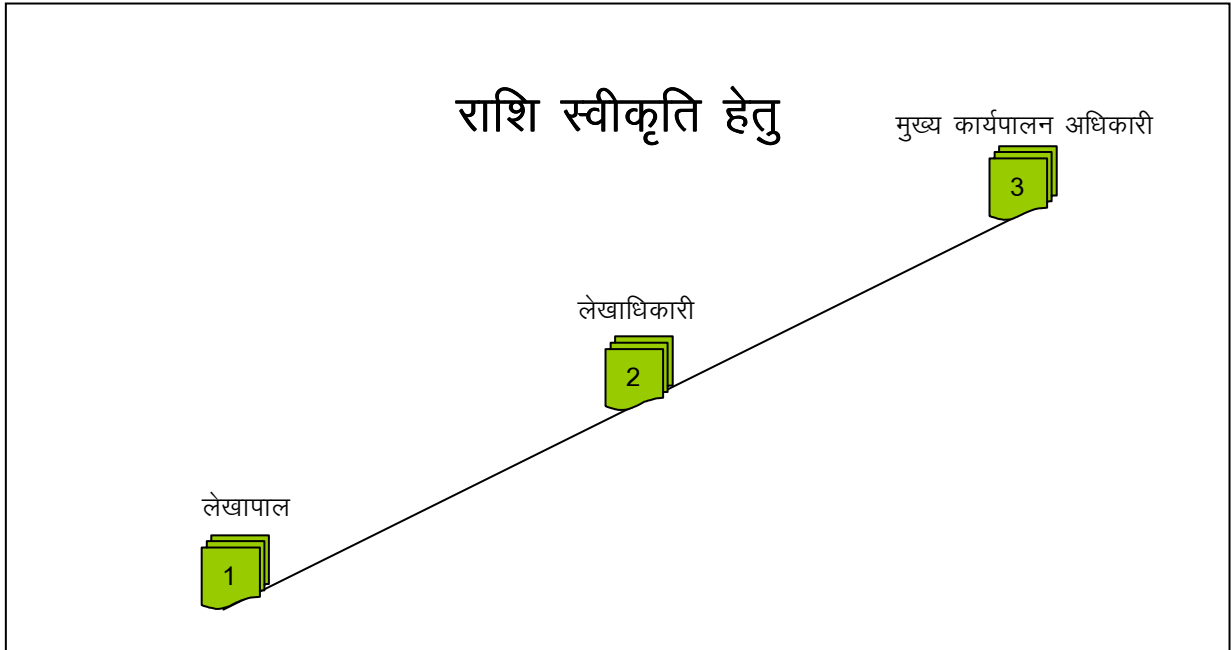 राशि स्वीकृति हेतु
मुख्य कार्यपालन अधिकारी
3
लेखाधिकारी
2
लेखापाल
1